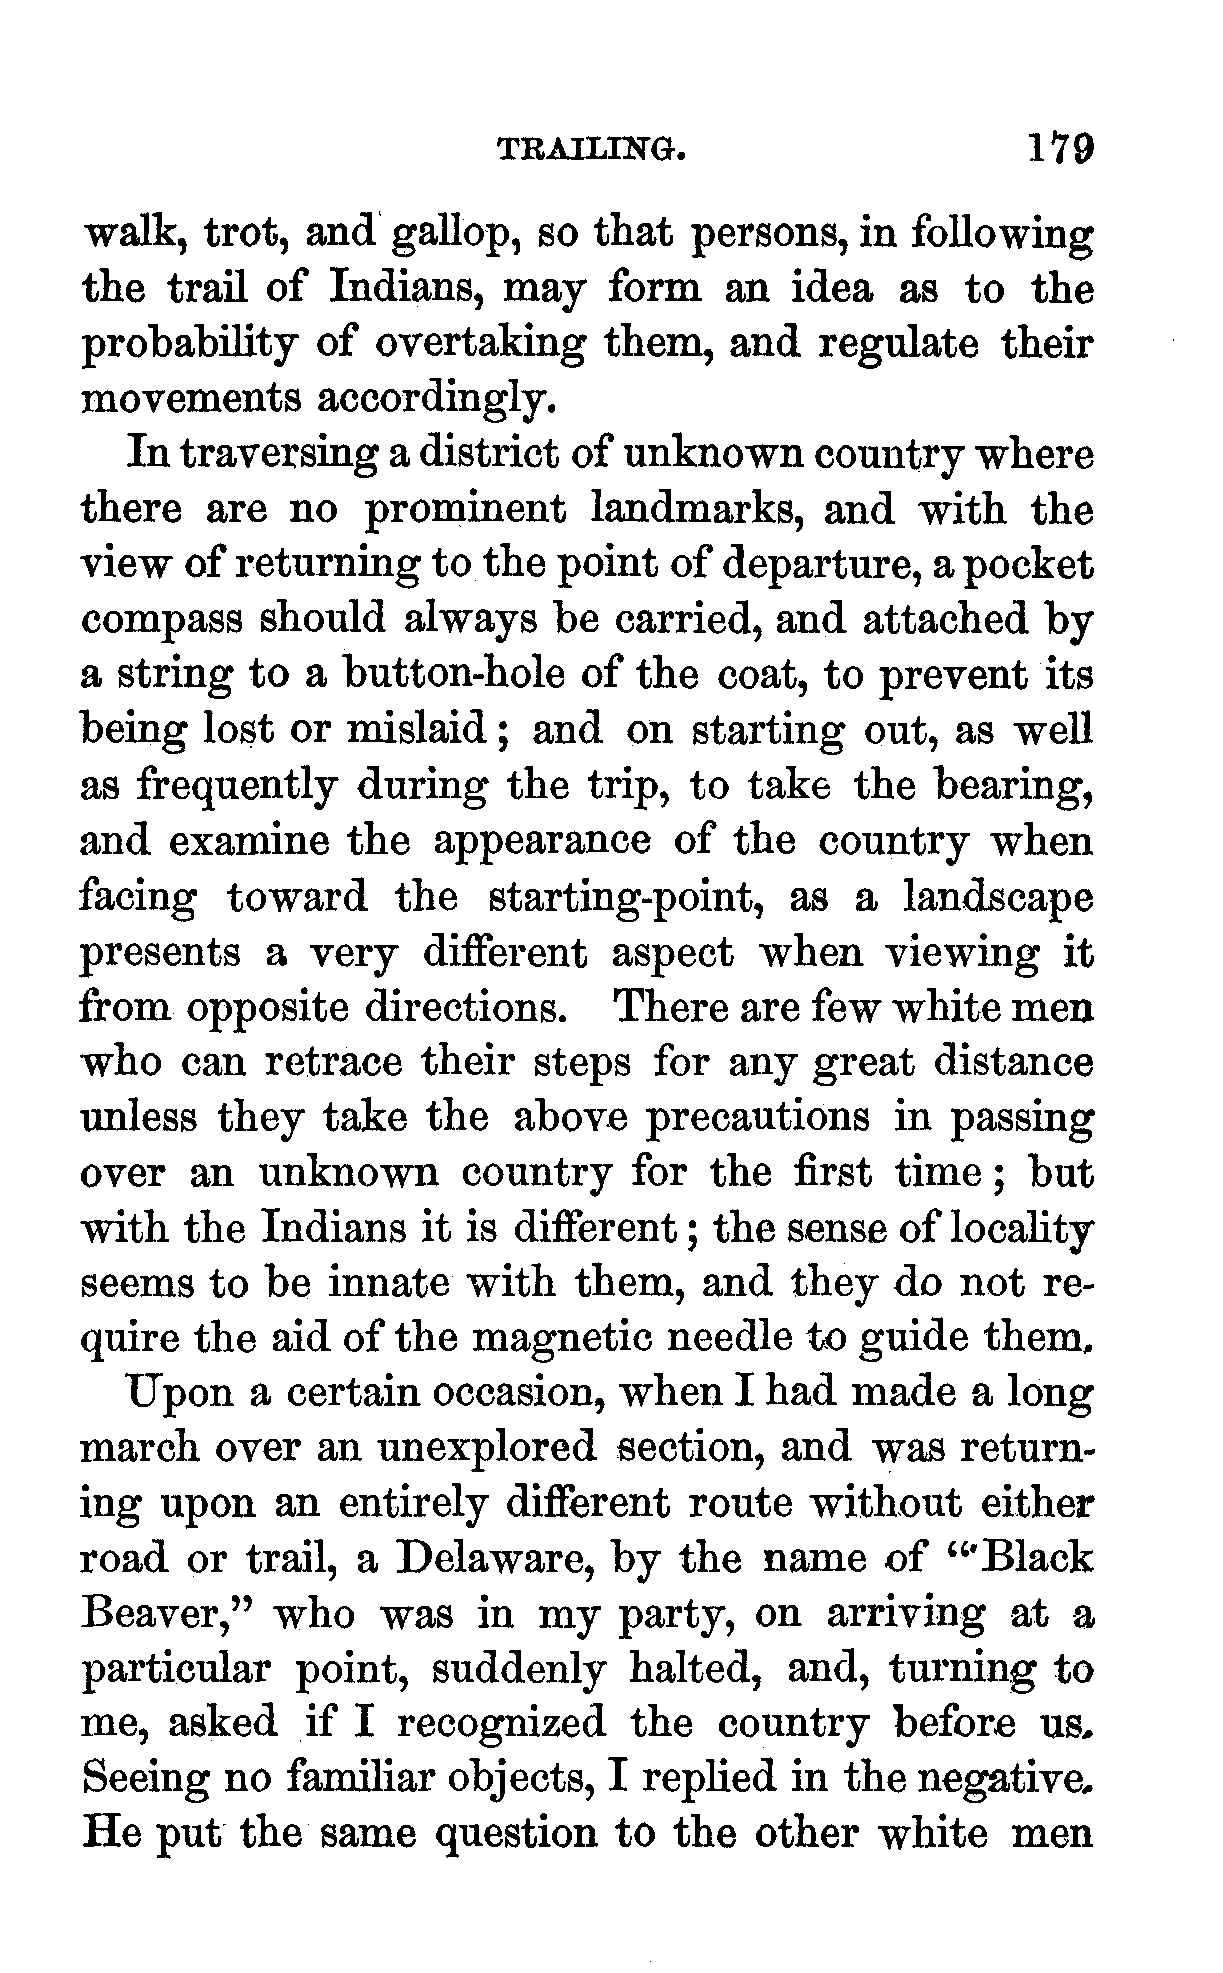 TRAILING. 179
walk, trot, and gallop, so that persons, in following
the trail of Indians, may form an idea as to the
probability of overtaking them, and regulate their
movements accordingly.
In traversing a district of unknown country where
there are no prominent landmarks, and with the
view of returning to the point of departure, a pocket
compass should always be carried, and attached by
a string to a button-hole of the coat, to prevent its
being lost or mislaid; and on starting out, as well
as frequently during the trip, to take the bearing,
and examine the appearance of the country when
facing toward the starting-point, as a landscape
presents a very different aspect when viewing it
from opposite directions. There are few white men
who can retrace their steps for any great distance
unless they take the above precautions in passing
over an unknown country for the first time; but
with the Indians it is different; the sense of locality
seems to be innate with them, and they do not re-
quire the aid of the magnetic needle to guide them.
Upon a certain occasion, when I had made a long
march over an unexplored section, and was return-
ing upon an entirely different route without either
road or trail, a Delaware, by the name of "Black
Beaver," who was in my party, on arriving at a
particular point, suddenly halted, and, turning to
me, asked if I recognized the country before us.
Seeing no familiar objects, I replied in the negative.
He put the same question to the other white men